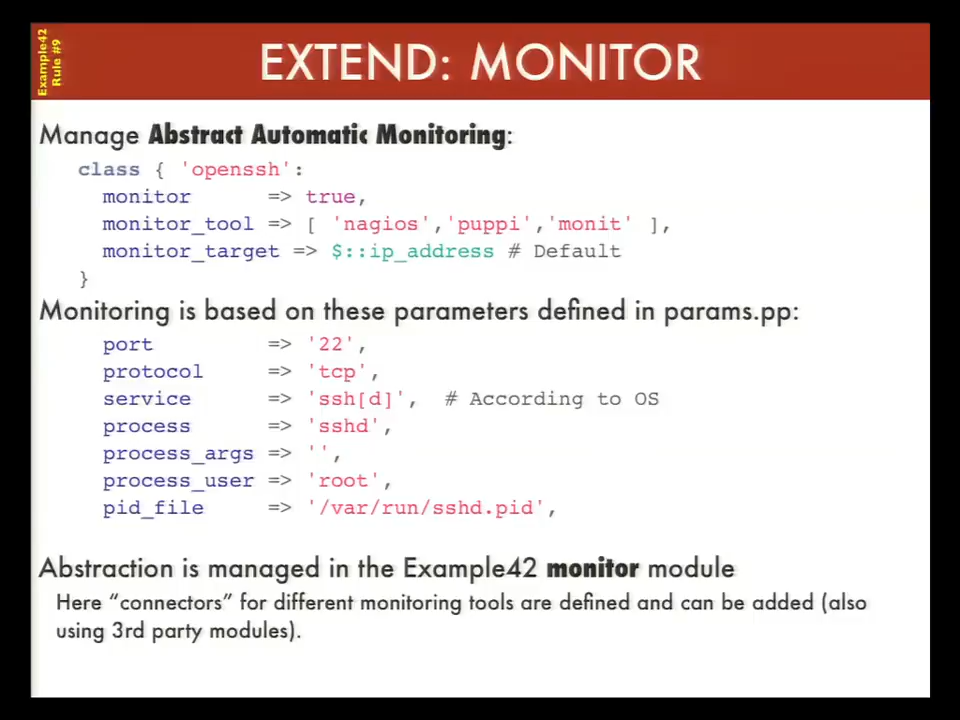 Example42
Rule #9
EXTEND: MONITOR
Manage Abstract Automatic Monitoring:
class { 'openssh':
  monitor      => true,
  monitor_tool => [ 'nagios','puppi','monit' ],
  monitor_target => $::ip_address # Default
}
Monitoring is based on these parameters defined in params.pp:
  port         => '22',
  protocol     => 'tcp',
  service      => 'ssh[d]',  # According to OS
  process      => 'sshd',
  process_args => '',
  process_user => 'root',
  pid_file     => '/var/run/sshd.pid',
Abstraction is managed in the Example42 monitor module
Here “connectors” for different monitoring tools are defined and can be added (also
using 3rd party modules).